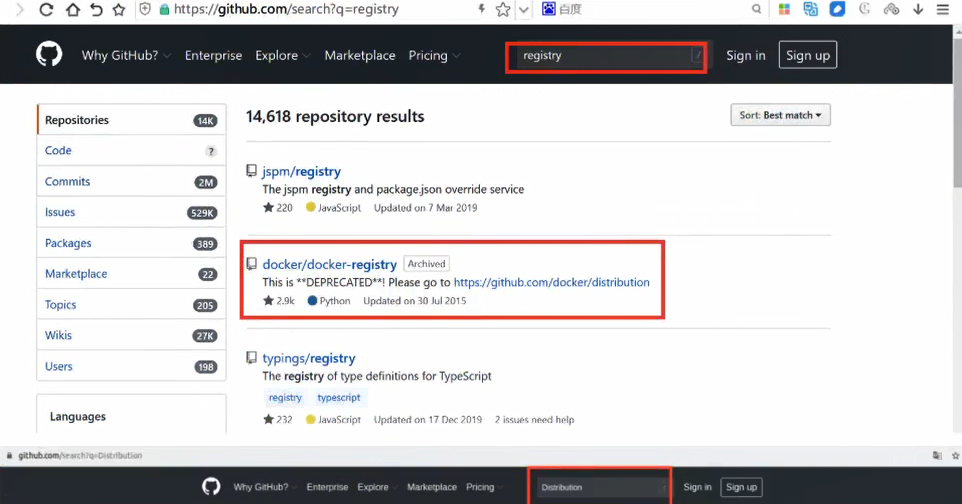 https://github.com/search?q=registry
百度
Why GitHub? Enterprise Explore Marketplace Pricing registry / Sign in Sign up
Repositories 14K
Code ?
Commits 2M
Issues 529K
Packages 389
Marketplace 22
Topics 205
Wikis 27K
Users 198
Languages
14,618 repository results
Sort: Best match
jspm/registry
The jspm registry and package.json override service
220 JavaScript Updated on 7 Mar 2019
docker/docker-registry Archived
This is **DEPRECATED**! Please go to https://github.com/docker/distribution
2.9k Python Updated on 30 Jul 2015
typings/registry
The registry of type definitions for TypeScript
registry typescript
232 JavaScript Updated on 17 Dec 2019 2 issues need help
github.com/search?q=Distribution
Why GitHub? Enterprise Explore Marketplace Pricing Distribution Sign in Sign up